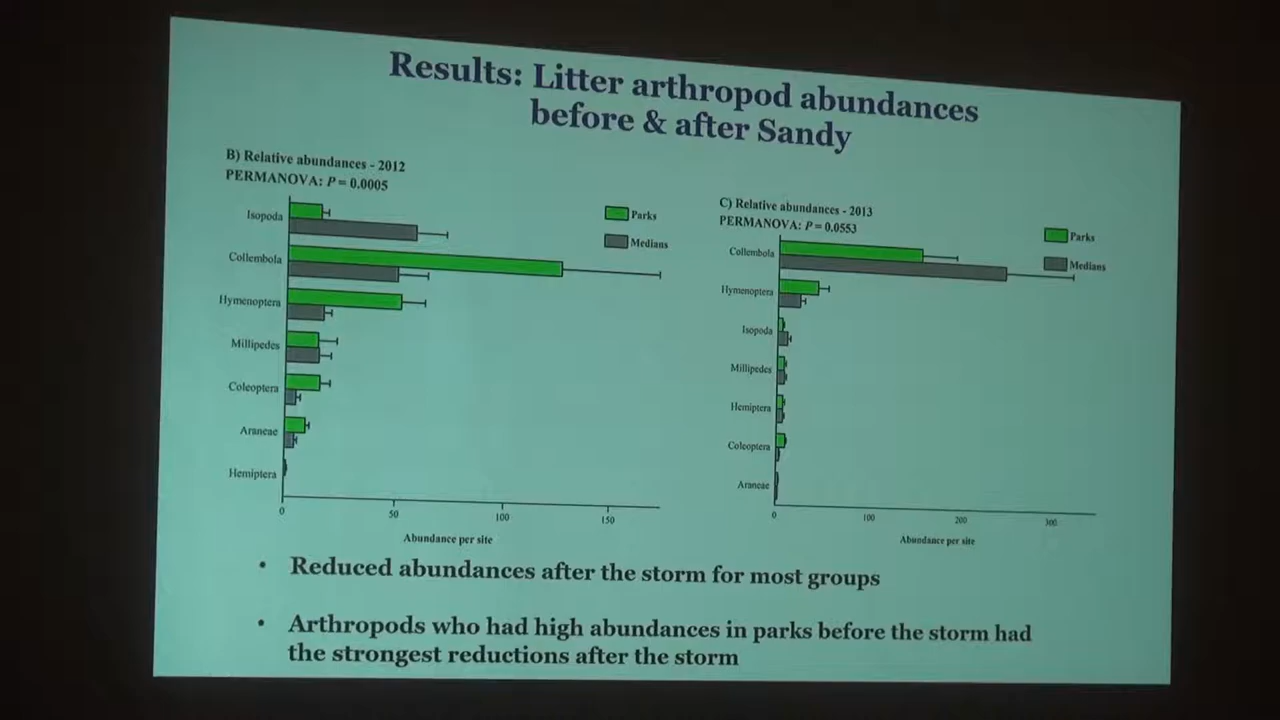 Results: Litter arthropod abundances
before & after Sandy
B) Relative abundances - 2012
PERMANOVA: P = 0.0005
Isopoda
Collembola
Hymenoptera
Millipedes
Coleoptera
Araneae
Hemiptera
Parks
Medians
0 50 100 150
Abundance per site
C) Relative abundances - 2013
PERMANOVA: P = 0.0553
Collembola
Hymenoptera
Isopoda
Millipedes
Hemiptera
Coleoptera
Araneae
Parks
Medians
0 100 200 300
Abundance per site
• Reduced abundances after the storm for most groups
• Arthropods who had high abundances in parks before the storm had
the strongest reductions after the storm